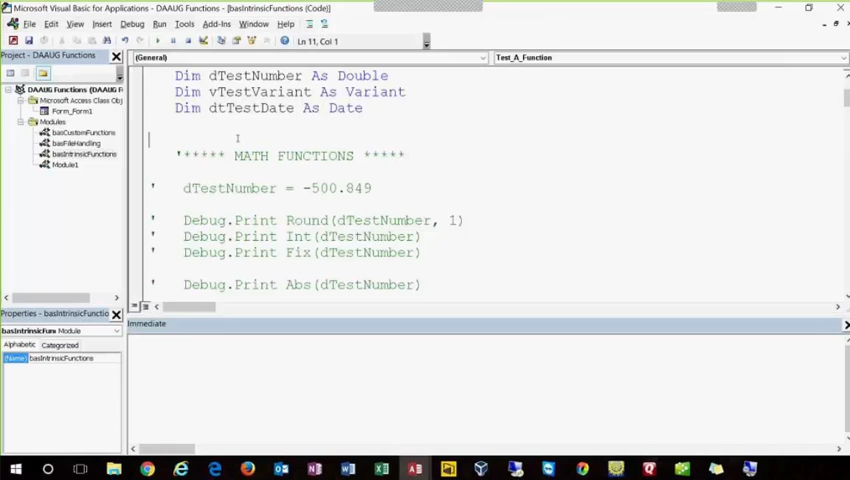 Microsoft Visual Basic for Applications - DAAUG Functions - [basIntrinsicFunctions (Code)]
File Edit View Insert Debug Run Tools Add-Ins Window Help
Ln 11, Col 1
Project - DAAUG Functions
(General) Test_A_Function
DAAUG Functions (
Microsoft Access Class Obj
Form_Form1
Modules
basCustomFunctions
basFileHandling
basIntrinsicFunctions
Module1
Dim dTestNumber As Double
Dim vTestVariant As Variant
Dim dtTestDate As Date
'***** MATH FUNCTIONS *****
' dTestNumber = -500.849
' Debug.Print Round(dTestNumber, 1)
' Debug.Print Int(dTestNumber)
' Debug.Print Fix(dTestNumber)
' Debug.Print Abs(dTestNumber)
Properties - basIntrinsicFunctio
basIntrinsicFun Module
Alphabetic Categorized
(Name) basIntrinsicFunctions
Immediate